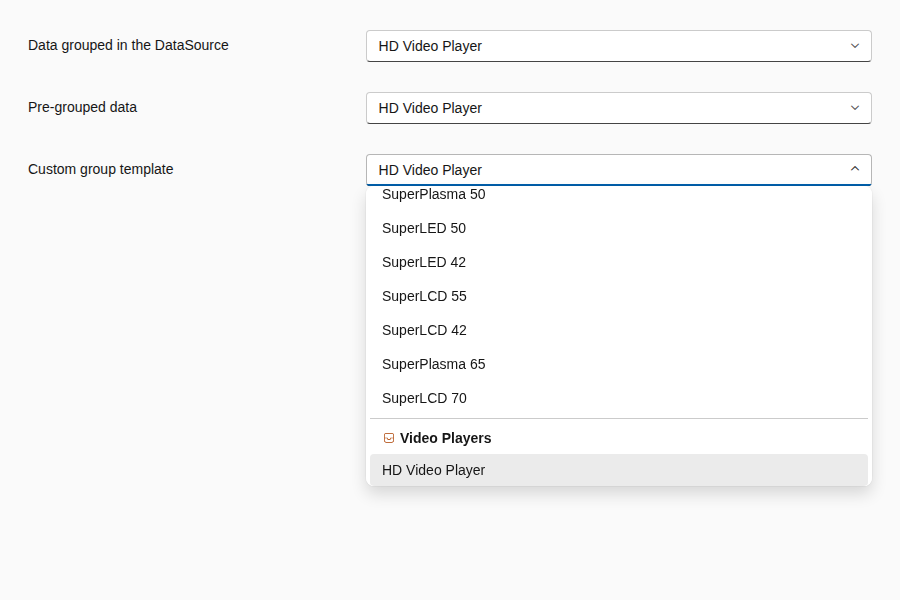 Data grouped in the DataSource
HD Video Player
Pre-grouped data
HD Video Player
Custom group template
HD Video Player
SuperPlasma 50
SuperLED 50
SuperLED 42
SuperLCD 55
SuperLCD 42
SuperPlasma 65
SuperLCD 70
Video Players
HD Video Player